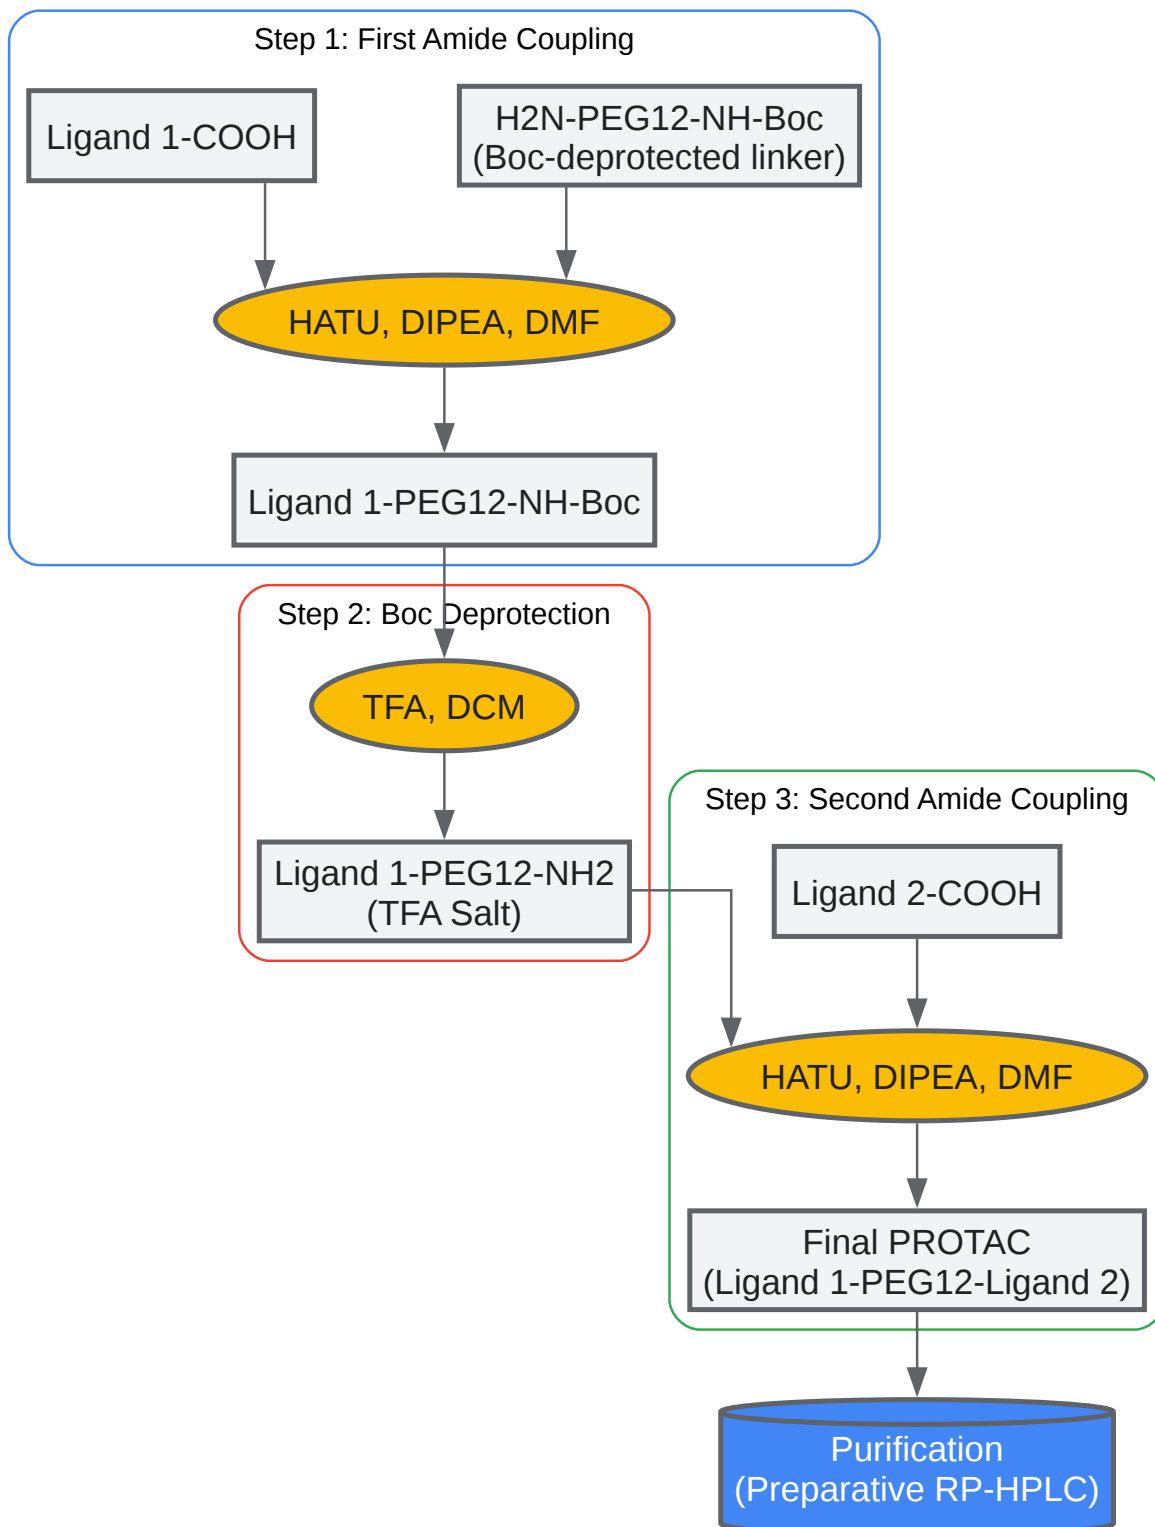 Step 1: First Amide Coupling
Ligand 1-COOH
H2N-PEG12-NH-Boc
(Boc-deprotected linker)
HATU, DIPEA, DMF
Ligand 1-PEG12-NH-Boc
Step 2: Boc Deprotection
TFA, DCM
Ligand 1-PEG12-NH2
(TFA Salt)
Step 3: Second Amide Coupling
Ligand 2-COOH
HATU, DIPEA, DMF
Final PROTAC
(Ligand 1-PEG12-Ligand 2)
Purification
(Preparative RP-HPLC)